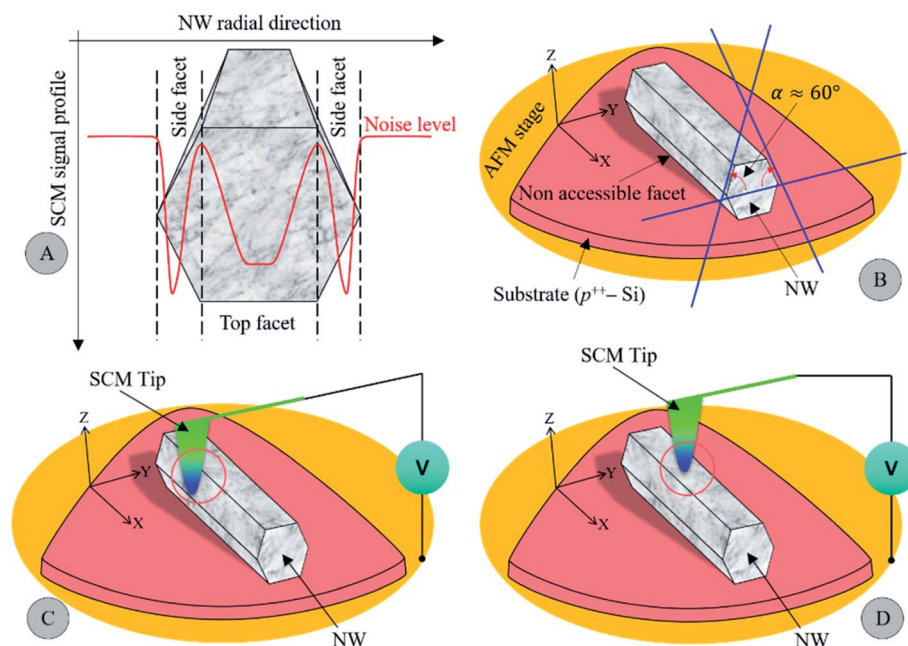 NW radial direction
SCM signal profile
Side facet
Side facet
Noise level
Top facet
A
Z
Y
X
AFM stage
α ≈ 60°
Non accessible facet
Substrate (p⁺⁺– Si)
NW
B
SCM Tip
Z
Y
X
V
NW
C
SCM Tip
Z
Y
X
V
NW
D